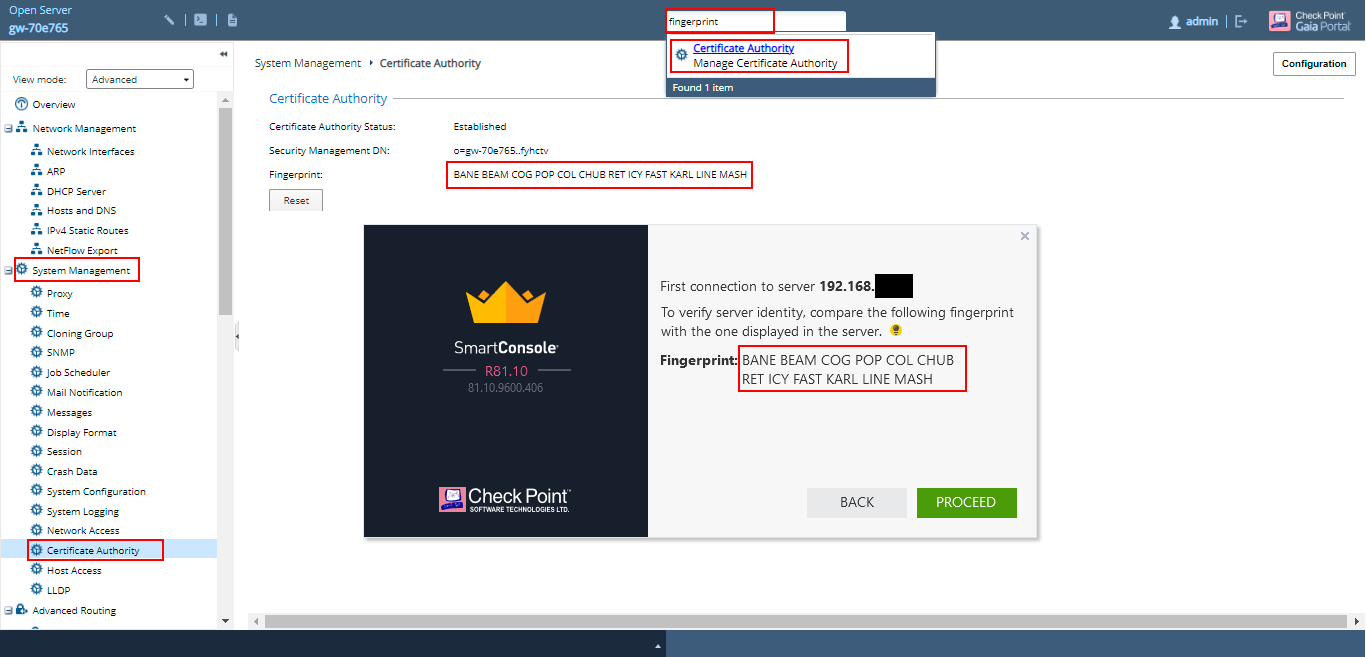 Open Server
gw-70e765
fingerprint
admin
Check Point
Gaia Portal
Certificate Authority
Manage Certificate Authority
Found 1 item
View mode:
Advanced
Overview
Network Management
Network Interfaces
ARP
DHCP Server
Hosts and DNS
IPv4 Static Routes
NetFlow Export
System Management
Proxy
Time
Cloning Group
SNMP
Job Scheduler
Mail Notification
Messages
Display Format
Session
Crash Data
System Configuration
System Logging
Network Access
Certificate Authority
Host Access
LLDP
Advanced Routing
System Management Certificate Authority
Configuration
Certificate Authority
Certificate Authority Status: Established
Security Management DN: o=gw-70e765..fyhctv
Fingerprint: BANE BEAM COG POP COL CHUB RET ICY FAST KARL LINE MASH
Reset
SmartConsole
R81.10
81.10.9600.406
Check Point™
SOFTWARE TECHNOLOGIES LTD.
First connection to server 192.168.
To verify server identity, compare the following fingerprint
with the one displayed in the server.
Fingerprint: BANE BEAM COG POP COL CHUB
RET ICY FAST KARL LINE MASH
BACK
PROCEED